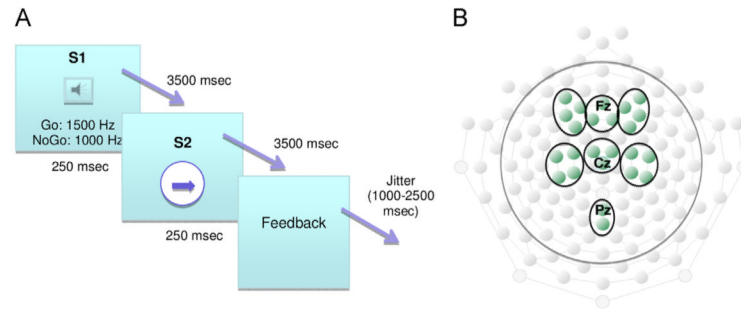 A
S1
Go: 1500 Hz
NoGo: 1000 Hz
250 msec
3500 msec
S2
250 msec
3500 msec
Feedback
Jitter
(1000-2500
msec)
B
Fz
Cz
Pz